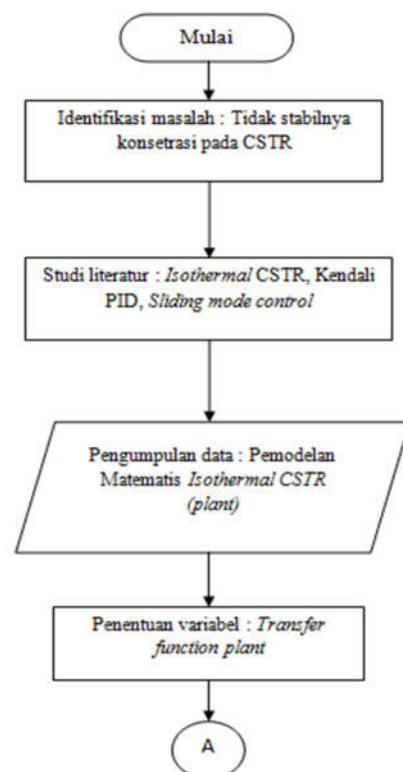 Mulai
Identifikasi masalah : Tidak stabilnya
konsetrasi pada CSTR
Studi literatur : Isothermal CSTR, Kendali
PID, Sliding mode control
Pengumpulan data : Pemodelan
Matematis Isothermal CSTR
(plant)
Penentuan variabel : Transfer
function plant
A